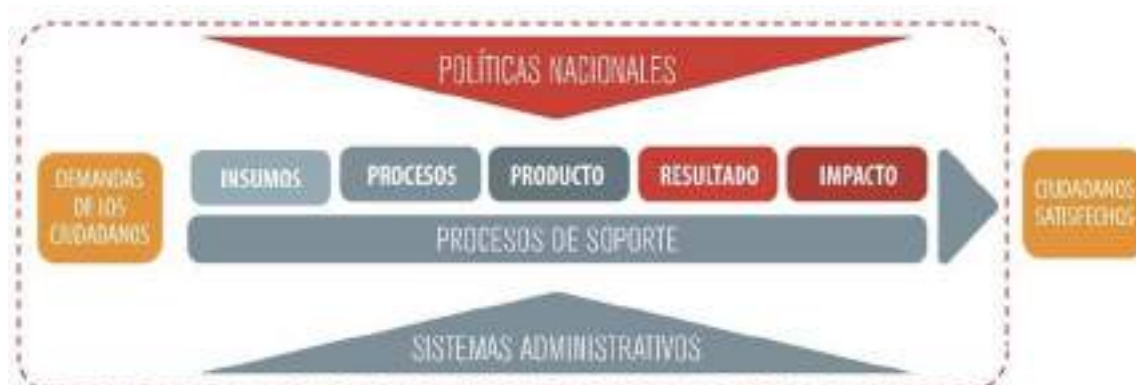 POLÍTICAS NACIONALES
DEMANDAS
DE LOS
CIUDADANOS
INSUMOS
PROCESOS
PRODUCTO
RESULTADO
IMPACTO
PROCESOS DE SOPORTE
CIUDADANOS
SATISFECHOS
SISTEMAS ADMINISTRATIVOS